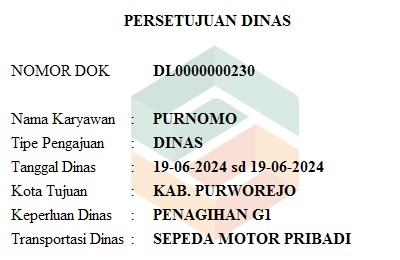 PERSETUJUAN DINAS
NOMOR DOK DL0000000230
Nama Karyawan : PURNOMO
Tipe Pengajuan : DINAS
Tanggal Dinas : 19-06-2024 sd 19-06-2024
Kota Tujuan : KAB. PURWOREJO
Keperluan Dinas : PENAGIHAN G1
Transportasi Dinas : SEPEDA MOTOR PRIBADI